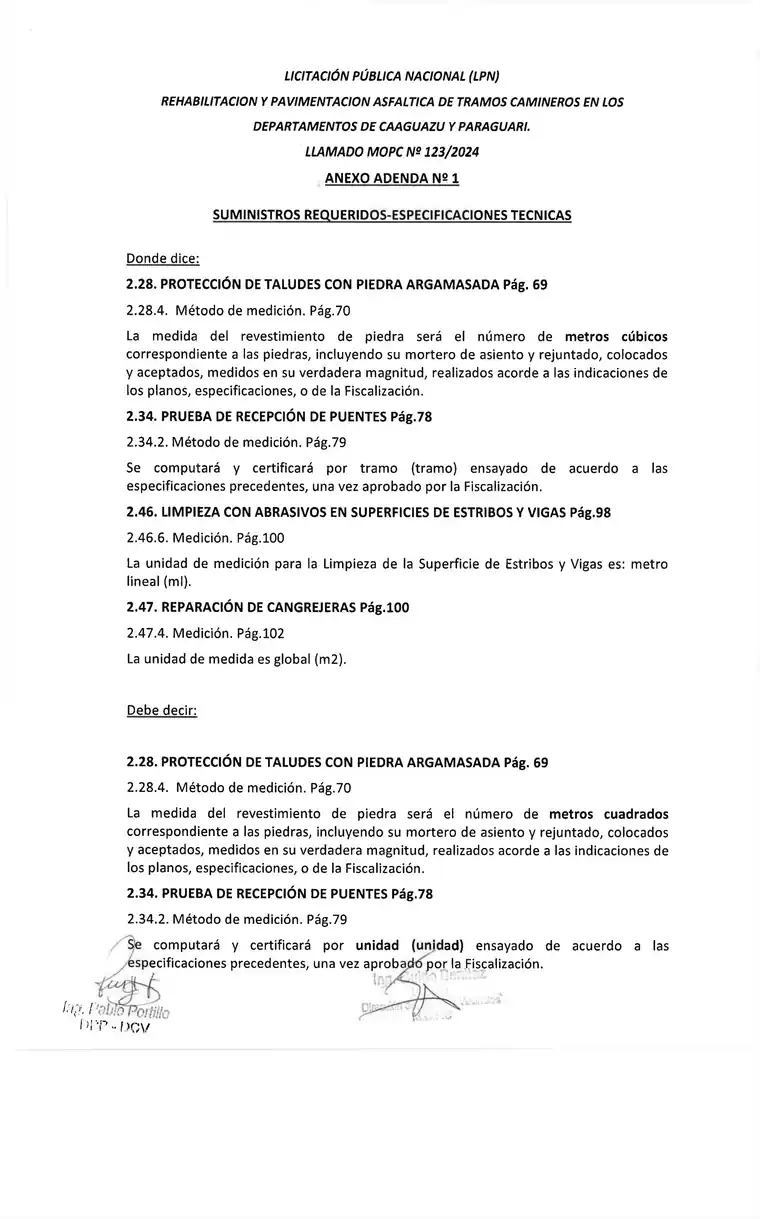 LICITACIÓN PÚBLICA NACIONAL (LPN)
REHABILITACION Y PAVIMENTACION ASFALTICA DE TRAMOS CAMINEROS EN LOS
DEPARTAMENTOS DE CAAGUAZU Y PARAGUARI.
LLAMADO MOPC Nº 123/2024
ANEXO ADENDA Nº 1
SUMINISTROS REQUERIDOS-ESPECIFICACIONES TECNICAS
Donde dice:
2.28. PROTECCIÓN DE TALUDES CON PIEDRA ARGAMASADA Pág. 69
2.28.4. Método de medición. Pág.70
La medida del revestimiento de piedra será el número de metros cúbicos
correspondiente a las piedras, incluyendo su mortero de asiento y rejuntado, colocados
y aceptados, medidos en su verdadera magnitud, realizados acorde a las indicaciones de
los planos, especificaciones, o de la Fiscalización.
2.34. PRUEBA DE RECEPCIÓN DE PUENTES Pág.78
2.34.2. Método de medición. Pág.79
Se computará y certificará por tramo (tramo) ensayado de acuerdo a las
especificaciones precedentes, una vez aprobado por la Fiscalización.
2.46. LIMPIEZA CON ABRASIVOS EN SUPERFICIES DE ESTRIBOS Y VIGAS Pág.98
2.46.6. Medición. Pág.100
La unidad de medición para la Limpieza de la Superficie de Estribos y Vigas es: metro
lineal (ml).
2.47. REPARACIÓN DE CANGREJERAS Pág.100
2.47.4. Medición. Pág.102
La unidad de medida es global (m2).
Debe decir:
2.28. PROTECCIÓN DE TALUDES CON PIEDRA ARGAMASADA Pág. 69
2.28.4. Método de medición. Pág.70
La medida del revestimiento de piedra será el número de metros cuadrados
correspondiente a las piedras, incluyendo su mortero de asiento y rejuntado, colocados
y aceptados, medidos en su verdadera magnitud, realizados acorde a las indicaciones de
los planos, especificaciones, o de la Fiscalización.
2.34. PRUEBA DE RECEPCIÓN DE PUENTES Pág.78
2.34.2. Método de medición. Pág.79
Se computará y certificará por unidad (unidad) ensayado de acuerdo a las
especificaciones precedentes, una vez aprobado por la Fiscalización.
Ing. Pablo Portillo
DPP - DCV